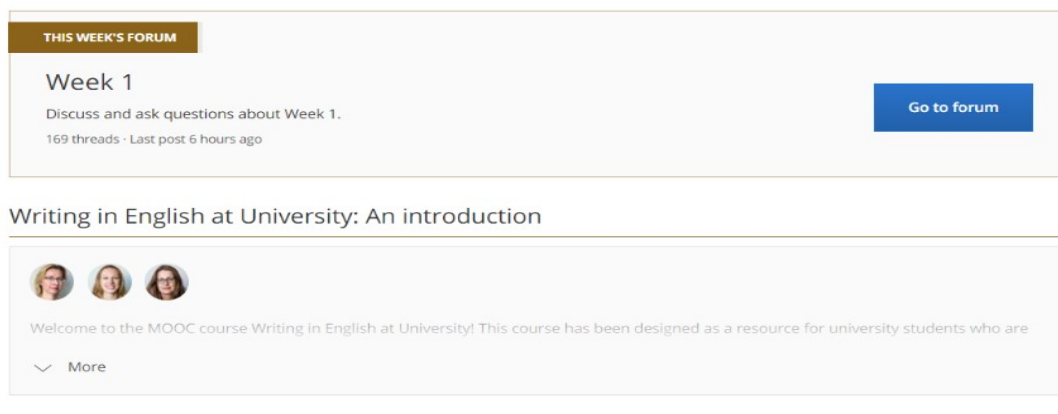 THIS WEEK'S FORUM
Week 1
Discuss and ask questions about Week 1.
169 threads · Last post 6 hours ago
Go to forum
Writing in English at University: An introduction
Welcome to the MOOC course Writing in English at University! This course has been designed as a resource for university students who are
More